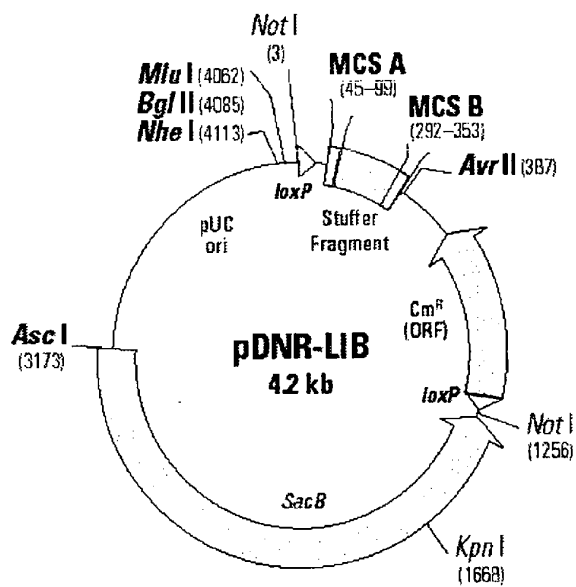 Not I
(3)
Mlu I (4062)
Bgl II (4085)
Nhe I (4113)
MCS A
(45–99)
MCS B
(292–353)
Avr II (387)
loxP
pUC
ori
Stuffer
Fragment
CmR
(ORF)
Asc I
(3173)
pDNR-LIB
4.2 kb
loxP
Not I
(1256)
SacB
Kpn I
(1668)